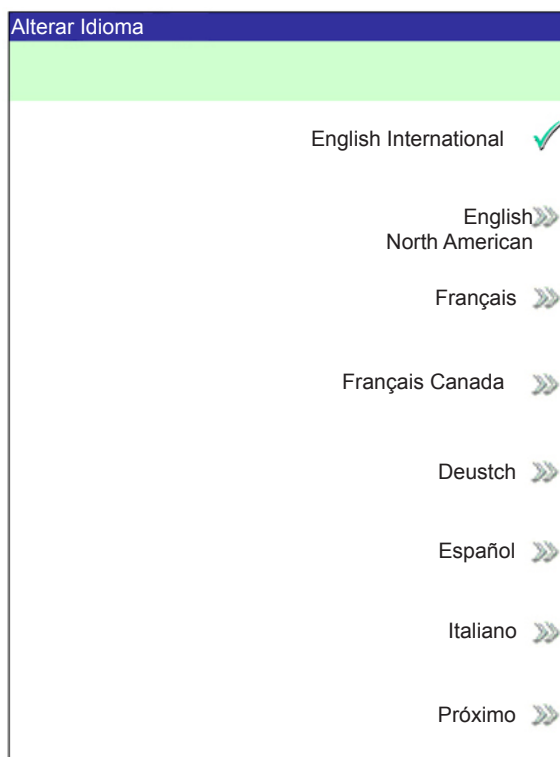 Alterar Idioma
English International
English
North American
Français
Français Canada
Deustch
Español
Italiano
Próximo